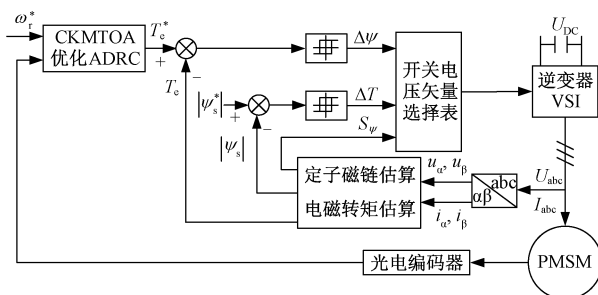 ω*r
CKMTOA
优化ADRC
T*e
+
−
Te
|ψ*s|
+
−
|ψs|
Δψ
ΔT
Sψ
开关电
压矢量
选择表
UDC
逆变器
VSI
定子磁链估算
电磁转矩估算
uα, uβ
iα, iβ
abc
αβ
Uabc
Iabc
光电编码器
PMSM